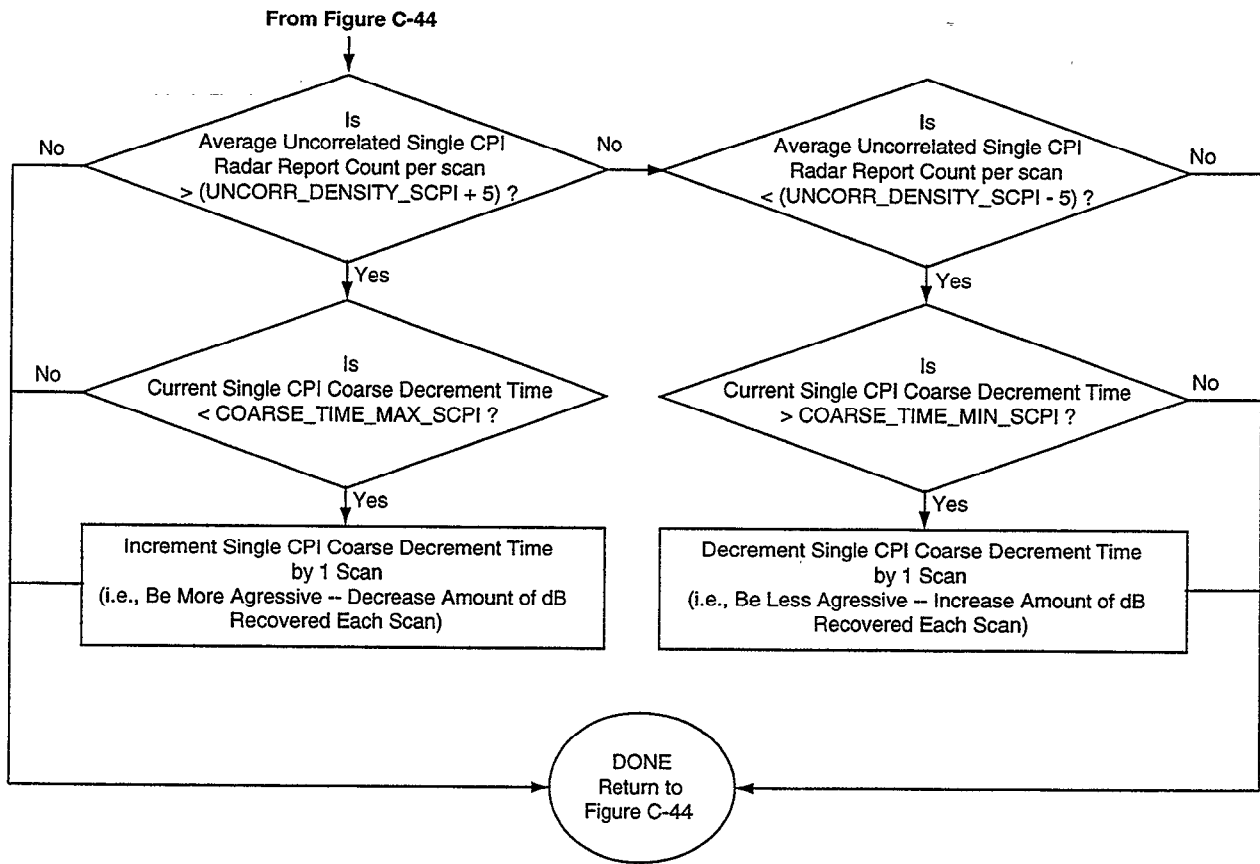 From Figure C-44
No
Is
Average Uncorrelated Single CPI
Radar Report Count per scan
> (UNCORR_DENSITY_SCPI + 5) ?
No
Is
Average Uncorrelated Single CPI
Radar Report Count per scan
< (UNCORR_DENSITY_SCPI - 5) ?
No
Yes
Yes
No
Is
Current Single CPI Coarse Decrement Time
< COARSE_TIME_MAX_SCPI ?
Is
Current Single CPI Coarse Decrement Time
> COARSE_TIME_MIN_SCPI ?
No
Yes
Yes
Increment Single CPI Coarse Decrement Time
by 1 Scan
(i.e., Be More Agressive -- Decrease Amount of dB
Recovered Each Scan)
Decrement Single CPI Coarse Decrement Time
by 1 Scan
(i.e., Be Less Agressive -- Increase Amount of dB
Recovered Each Scan)
DONE
Return to
Figure C-44